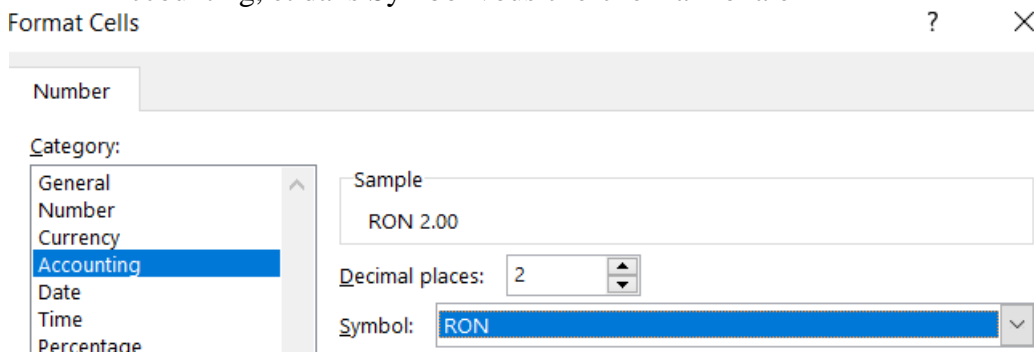 Format Cells
?
Number
Category:
General
Number
Currency
Accounting
Date
Time
Percentage
Sample
RON 2.00
Decimal places: 2
Symbol: RON